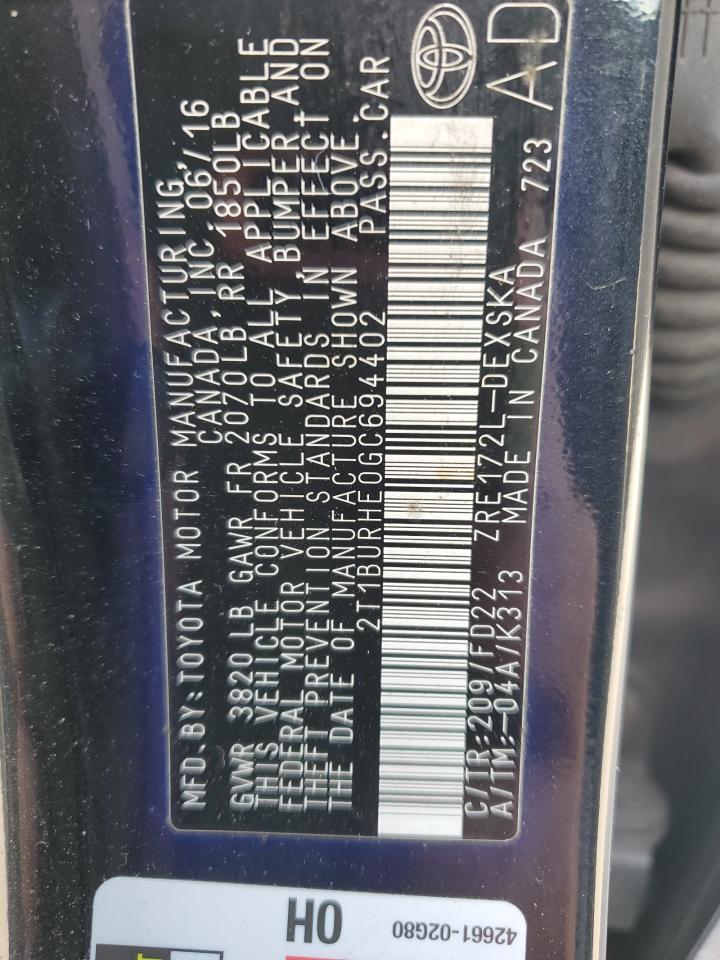 MFD.BY:TOYOTA MOTOR MANUFACTURING,
CANADA,INC.06/16
GVWR 3820 LB GAWR FR 2070LB,RR 1850LB
THIS VEHICLE CONFORMS TO ALL APPLICABLE
FEDERAL MOTOR VEHICLE SAFETY,BUMPER,AND
THEFT PREVENTION STANDARDS IN EFFECT ON
THE DATE OF MANUFACTURE SHOWN ABOVE.
2T1BURHE0GC694402 PASS.CAR
C/TR:209/FD22 ZRE172L-DEXSKA
A/TM:-04A/K313 MADE IN CANADA 723
AD
OH
42661-02G80